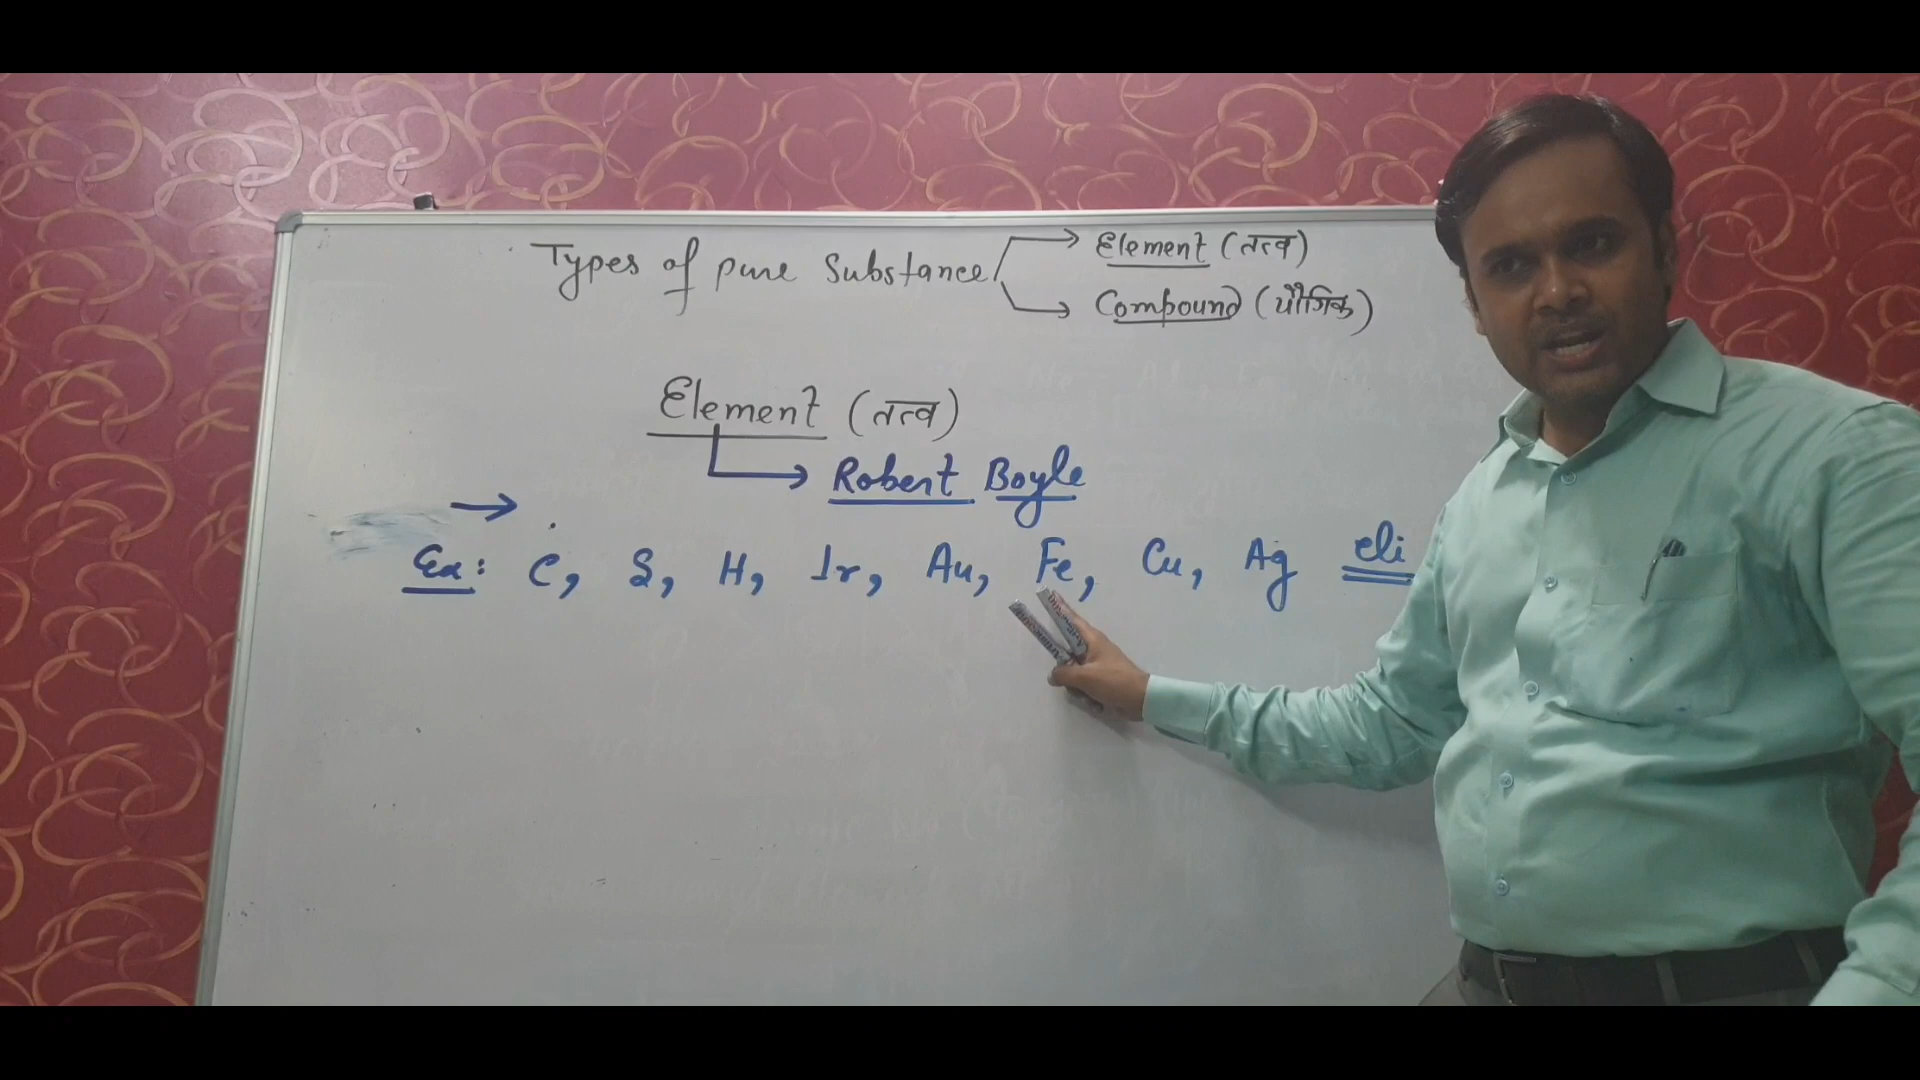 Types of pure Substance
Element (तत्व)
Compound (यौगिक)
Element (तत्व)
Robert Boyle
Ex: C, S, H, Ir, Au, Fe, Cu, Ag